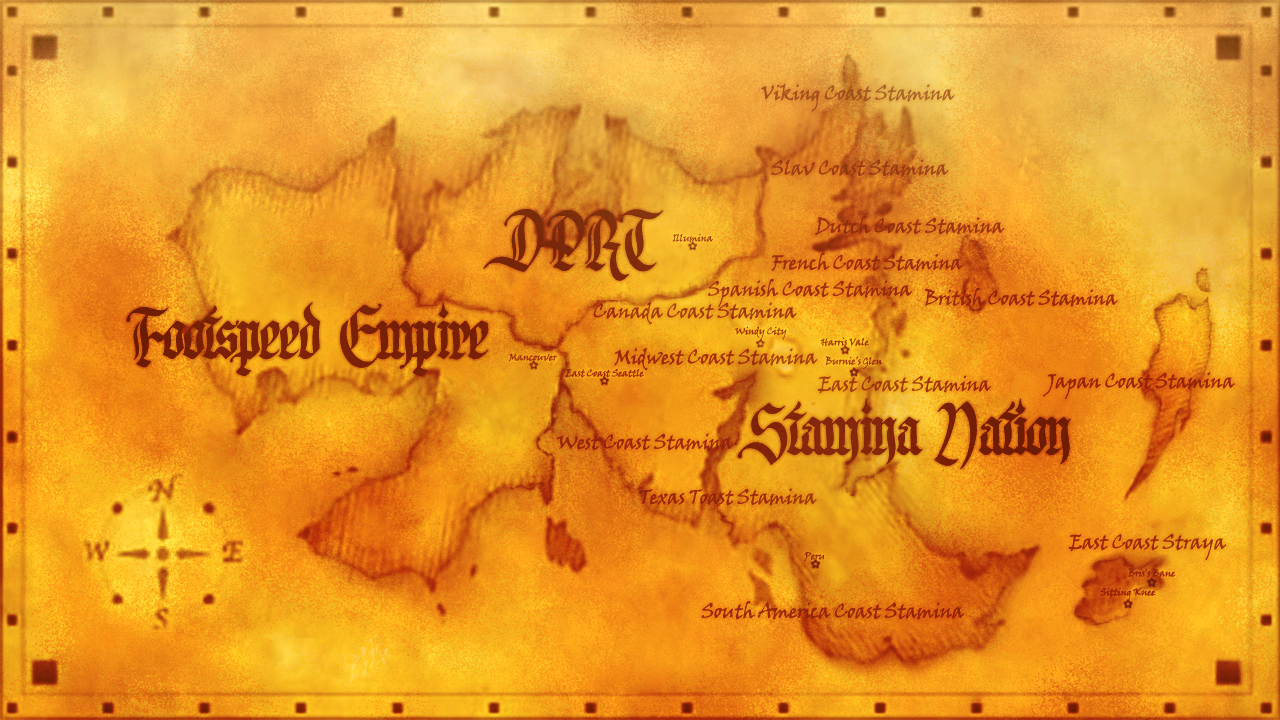 Viking Coast Stamina
Slav Coast Stamina
DPRT
Illumina
Dutch Coast Stamina
French Coast Stamina
Spanish Coast Stamina
British Coast Stamina
Canada Coast Stamina
Footspeed Empire
Windy City
Harris Vale
Mancouver
Midwest Coast Stamina
Burnie's Glen
East Coast Seattle
East Coast Stamina
Japan Coast Stamina
Stamina Nation
West Coast Stamina
Texas Toast Stamina
N
W
E
S
East Coast Straya
Peru
Bris's Bane
Sitting Knee
South America Coast Stamina